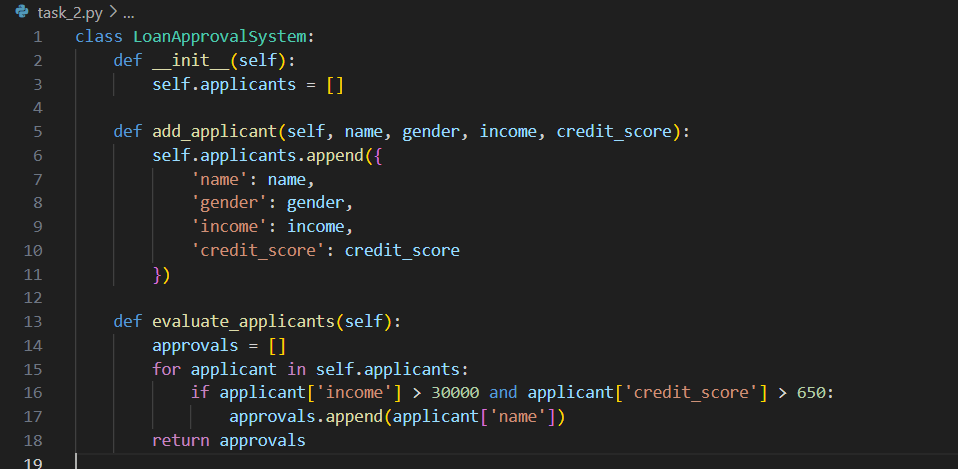 task_2.py > ...
1 class LoanApprovalSystem:
2     def __init__(self):
3         self.applicants = []
4
5     def add_applicant(self, name, gender, income, credit_score):
6         self.applicants.append({
7             'name': name,
8             'gender': gender,
9             'income': income,
10             'credit_score': credit_score
11         })
12
13     def evaluate_applicants(self):
14         approvals = []
15         for applicant in self.applicants:
16             if applicant['income'] > 30000 and applicant['credit_score'] > 650:
17                 approvals.append(applicant['name'])
18         return approvals
19